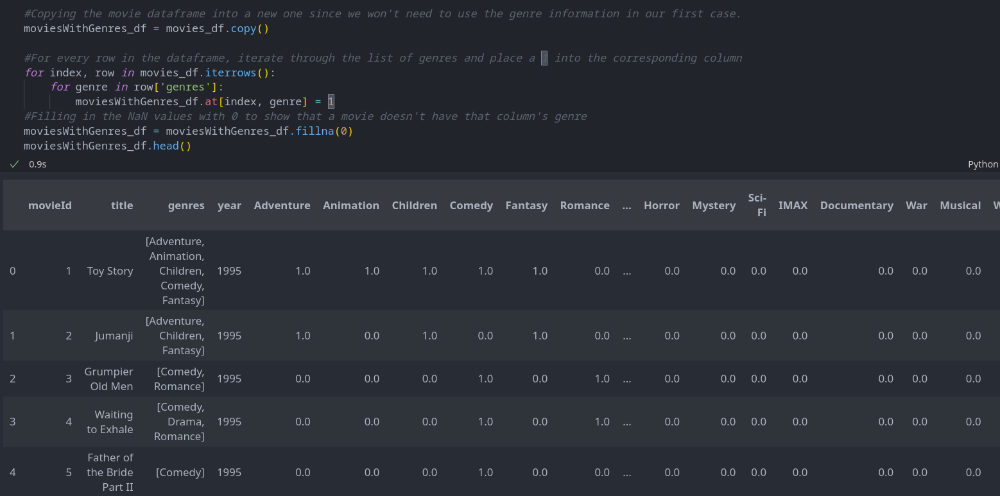 #Copying the movie dataframe into a new one since we won't need to use the genre information in our first case.
moviesWithGenres_df = movies_df.copy()
#For every row in the dataframe, iterate through the list of genres and place a 1 into the corresponding column
for index, row in movies_df.iterrows():
for genre in row['genres']:
moviesWithGenres_df.at[index, genre] = 1
#Filling in the NaN values with 0 to show that a movie doesn't have that column's genre
moviesWithGenres_df = moviesWithGenres_df.fillna(0)
moviesWithGenres_df.head()
0.9s Python
movieId title genres year Adventure Animation Children Comedy Fantasy Romance ... Horror Mystery Sci-
Fi IMAX Documentary War Musical W
[Adventure,
Animation,
0 1 Toy Story Children, 1995 1.0 1.0 1.0 1.0 1.0 0.0 ... 0.0 0.0 0.0 0.0 0.0 0.0 0.0
Comedy,
Fantasy]
[Adventure,
1 2 Jumanji Children, 1995 1.0 0.0 1.0 0.0 1.0 0.0 ... 0.0 0.0 0.0 0.0 0.0 0.0 0.0
Fantasy]
2 3 Grumpier [Comedy, 1995 0.0 0.0 0.0 1.0 0.0 1.0 ... 0.0 0.0 0.0 0.0 0.0 0.0 0.0
Old Men Romance]
[Comedy,
3 4 Waiting Drama, 1995 0.0 0.0 0.0 1.0 0.0 1.0 ... 0.0 0.0 0.0 0.0 0.0 0.0 0.0
to Exhale Romance]
Father of
4 5 the Bride [Comedy] 1995 0.0 0.0 0.0 1.0 0.0 0.0 ... 0.0 0.0 0.0 0.0 0.0 0.0 0.0
Part II